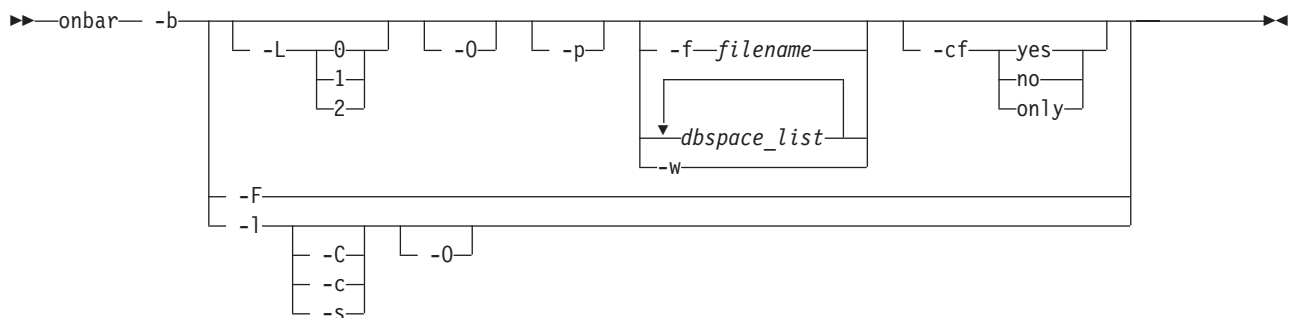 onbar -b
-L 0 -O -p -f filename -cf yes
1 no
2 only
dbspace_list
-w
-F
-l
-C -O
-c
-s